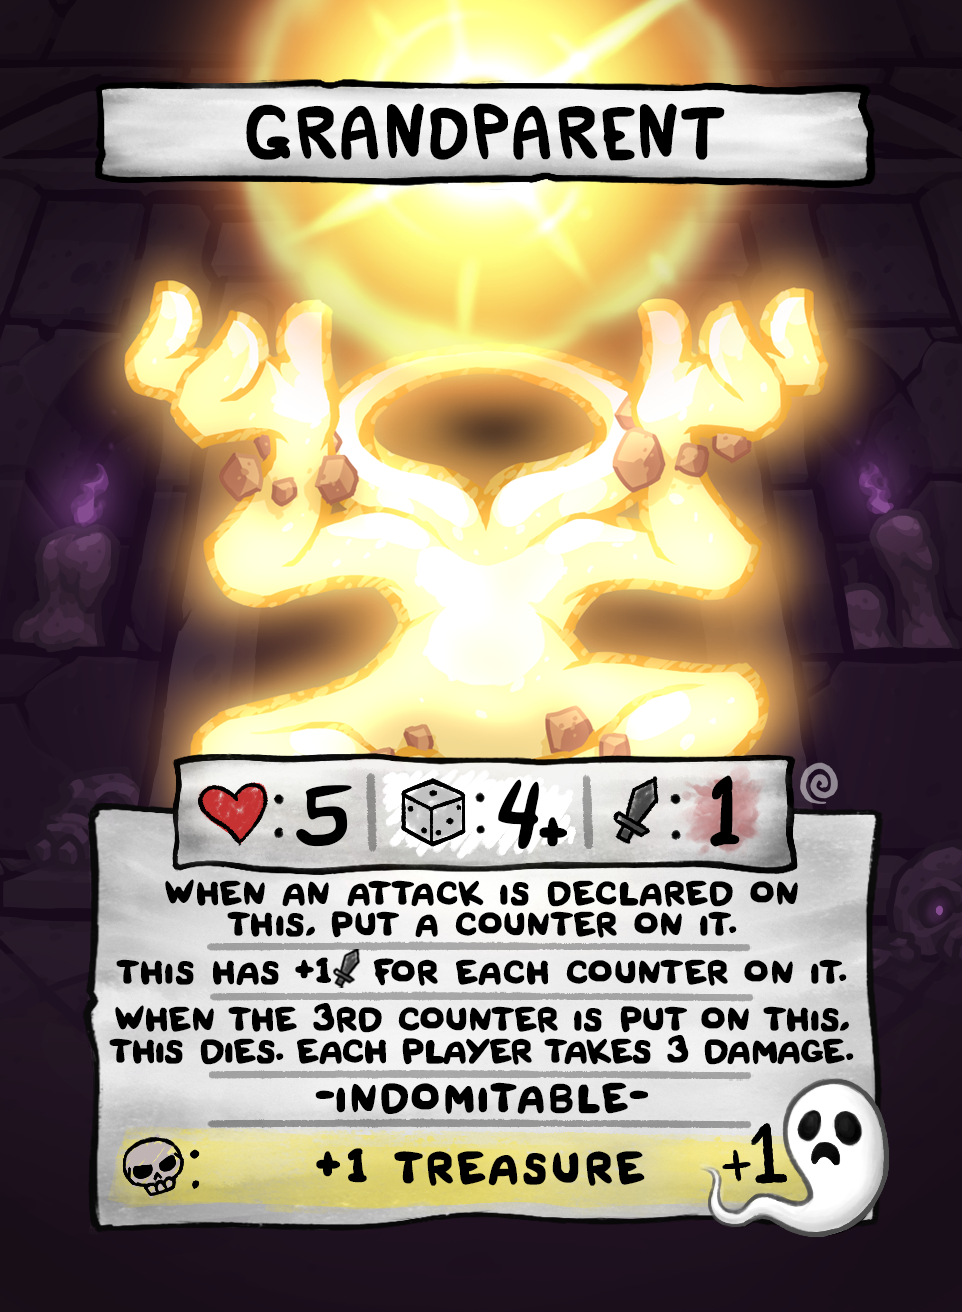 GRANDPARENT
: 5 : 4+ : 1
WHEN AN ATTACK IS DECLARED ON
THIS, PUT A COUNTER ON IT.
THIS HAS +1 FOR EACH COUNTER ON IT.
WHEN THE 3RD COUNTER IS PUT ON THIS,
THIS DIES. EACH PLAYER TAKES 3 DAMAGE.
-INDOMITABLE-
: +1 TREASURE +1